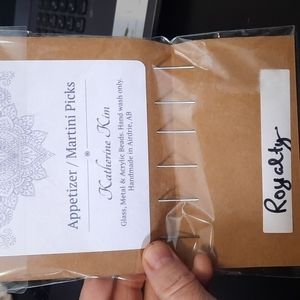 Appetizer / Martini Picks
Katherine Kim
Glass, Metal & Acrylic Beads. Hand wash only.
Handmade in Airdrie, AB
Royalty